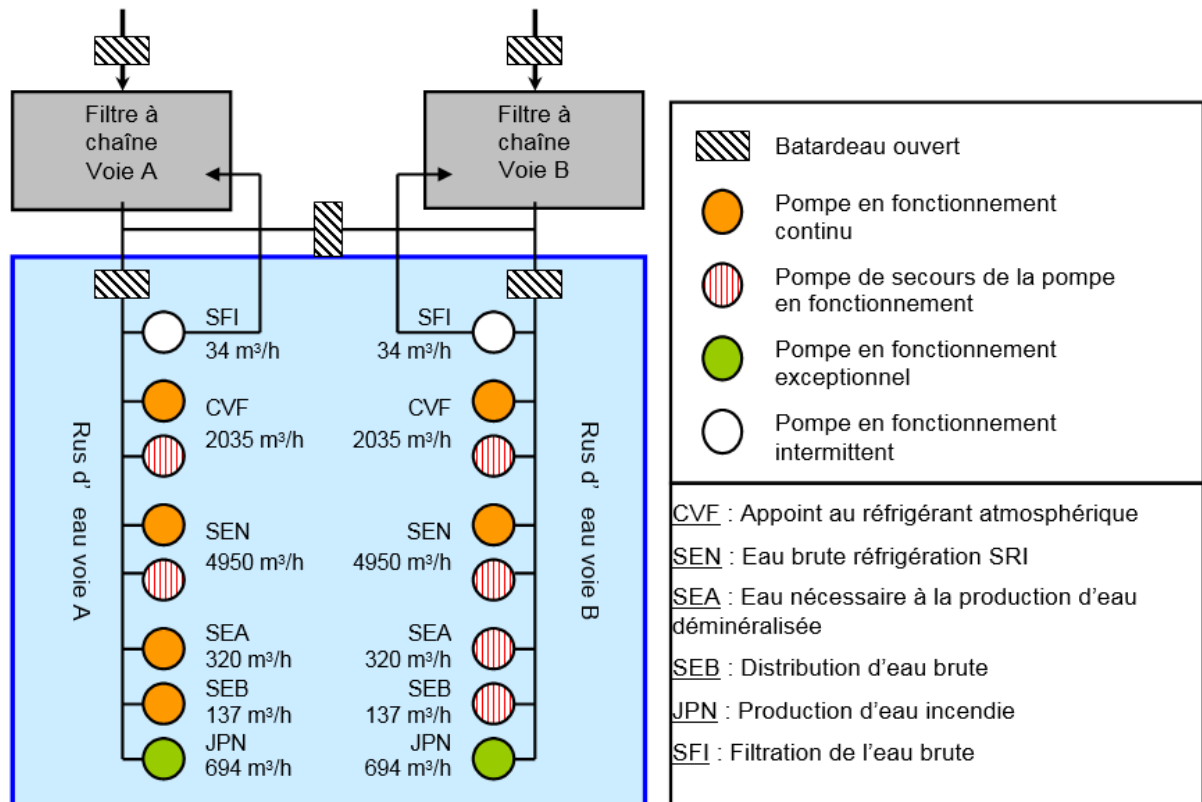 Filtre à
chaîne
Voie A
Filtre à
chaîne
Voie B
Rus d' eau voie A
SFI
34 m³/h
CVF
2035 m³/h
SEN
4950 m³/h
SEA
320 m³/h
SEB
137 m³/h
JPN
694 m³/h
SFI
34 m³/h
CVF
2035 m³/h
SEN
4950 m³/h
SEA
320 m³/h
SEB
137 m³/h
JPN
694 m³/h
Rus d' eau voie B
Batardeau ouvert
Pompe en fonctionnement
continu
Pompe de secours de la pompe
en fonctionnement
Pompe en fonctionnement
exceptionnel
Pompe en fonctionnement
intermittent
CVF : Appoint au réfrigérant atmosphérique
SEN : Eau brute réfrigération SRI
SEA : Eau nécessaire à la production d'eau
déminéralisée
SEB : Distribution d'eau brute
JPN : Production d'eau incendie
SFI : Filtration de l'eau brute